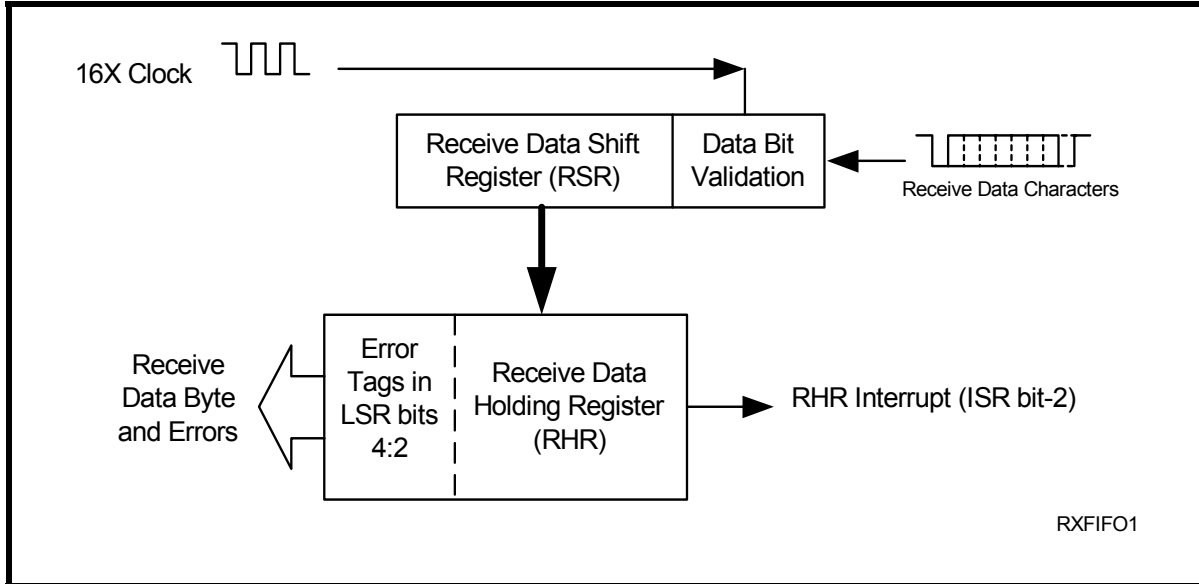 16X Clock
Receive Data Shift
Register (RSR)
Data Bit
Validation
Receive Data Characters
Receive
Data Byte
and Errors
Error
Tags in
LSR bits
4:2
Receive Data
Holding Register
(RHR)
RHR Interrupt (ISR bit-2)
RXFIFO1